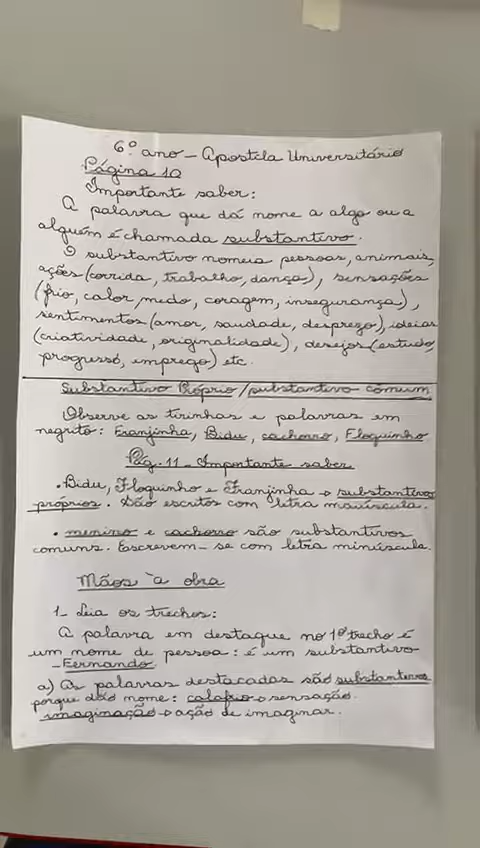 6º ano - Apostila Universitário
Página 10
Importante saber:
A palavra que dá nome a algo ou a
alguém é chamada substantivo.
O substantivo nomeia pessoas, animais,
ações (corrida, trabalho, dança), sensações
(frio, calor, medo, coragem, insegurança),
sentimentos (amor, saudade, desprezo), ideias
(criatividade, originalidade), desejos (estudo,
progresso, emprego) etc.
Substantivo Próprio/substantivo comum
Observe as tirinhas e palavras em
negrito: Franjinha, Bidu, cachorro, Floquinho
Pág. 11 - Importante saber
• Bidu, Floquinho e Franjinha → substantivos
próprios. São escritos com letra maiúscula.
• menino e cachorro são substantivos
comuns. Escrevem-se com letra minúscula.
Mãos à obra
1- Leia os trechos:
A palavra em destaque no 1º trecho é
um nome de pessoa: é um substantivo
- Fernando
a) As palavras destacadas são substantivos
porque dão nome: calafrio → sensação.
imaginação → ação de imaginar.